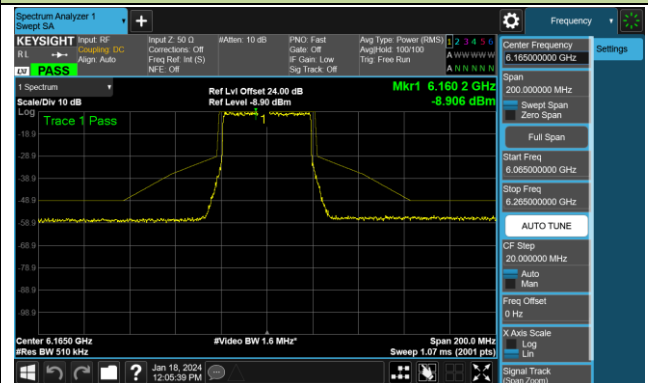 Spectrum Analyzer 1
Swept SA
Frequency
KEYSIGHT
RL
PASS
Input: RF
Coupling: DC
Align: Auto
Input Z: 50 Ω
Corrections: Off
Freq Ref: Int (S)
NFE: Off
#Atten: 10 dB
PNO: Fast
Gate: Off
IF Gain: Low
Sig Track: Off
Avg Type: Power (RMS)
Avg|Hold: 100/100
Trig: Free Run
1 2 3 4 5 6
A W W W W W
A N N N N N
1 Spectrum
Scale/Div 10 dB
Log
Ref Lvl Offset 24.00 dB
Ref Level -8.90 dBm
Mkr1 6.160 2 GHz
-8.906 dBm
Trace 1 Pass
1
-18.9
-28.9
-38.9
-48.9
-58.9
-68.9
-78.9
-88.9
-98.9
Center 6.1650 GHz
#Res BW 510 kHz
#Video BW 1.6 MHz*
Span 200.0 MHz
Sweep 1.07 ms (2001 pts)
Jan 18, 2024
12:05:39 PM
Center Frequency
6.165000000 GHz
Settings
Span
200.000000 MHz
Swept Span
Zero Span
Full Span
Start Freq
6.065000000 GHz
Stop Freq
6.265000000 GHz
AUTO TUNE
CF Step
20.000000 MHz
Auto
Man
Freq Offset
0 Hz
X Axis Scale
Log
Lin
Signal Track
(Span Zoom)